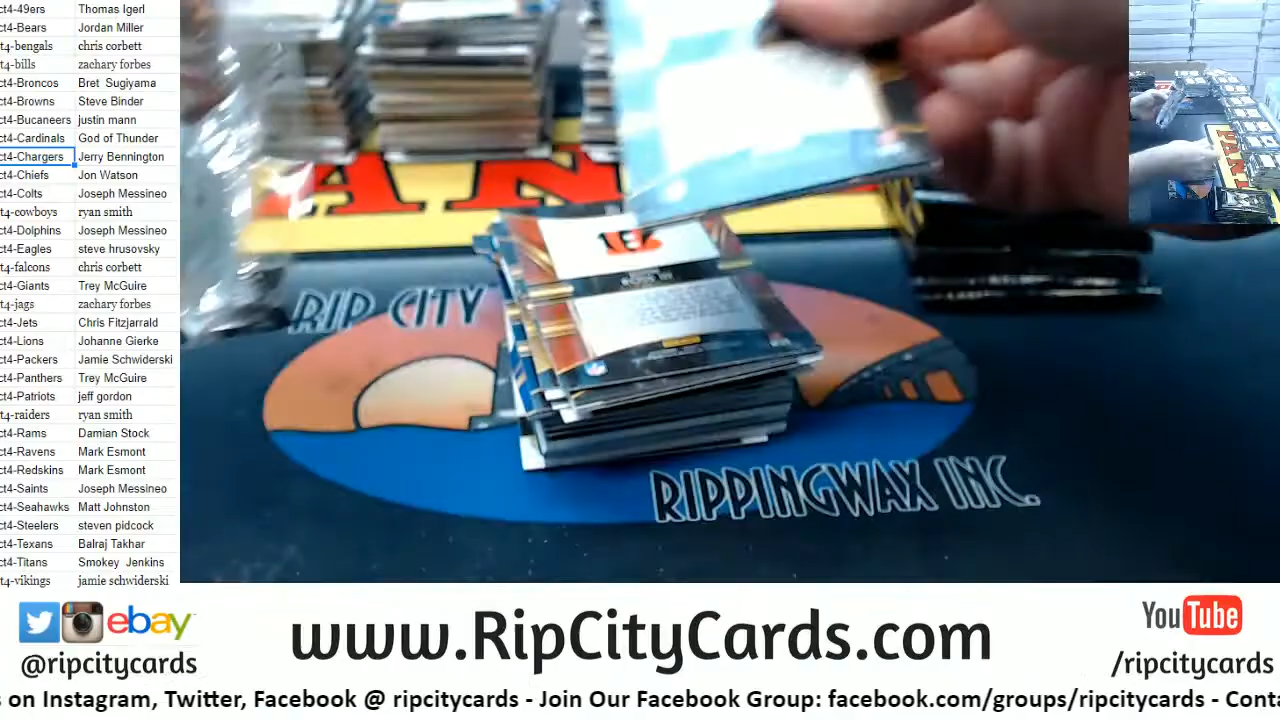 ct4-49ers Thomas Igerl
ct4-Bears Jordan Miller
t4-bengals chris corbett
t4-bills zachary forbes
ct4-Broncos Bret Sugiyama
ct4-Browns Steve Binder
ct4-Bucaneers justin mann
ct4-Cardinals God of Thunder
ct4-Chargers Jerry Bennington
ct4-Chiefs Jon Watson
ct4-Colts Joseph Messineo
t4-cowboys ryan smith
ct4-Dolphins Joseph Messineo
ct4-Eagles steve hrusovsky
t4-falcons chris corbett
ct4-Giants Trey McGuire
t4-jags zachary forbes
ct4-Jets Chris Fitzjarrald
ct4-Lions Johanne Gierke
ct4-Packers Jamie Schwiderski
ct4-Panthers Trey McGuire
ct4-Patriots jeff gordon
t4-raiders ryan smith
ct4-Rams Damian Stock
ct4-Ravens Mark Esmont
ct4-Redskins Mark Esmont
ct4-Saints Joseph Messineo
ct4-Seahawks Matt Johnston
ct4-Steelers steven pidcock
ct4-Texans Balraj Takhar
ct4-Titans Smokey Jenkins
t4-vikings jamie schwiderski
RIP CITY
RIPPINGWAX INC.
ebay
@ripcitycards
www.RipCityCards.com
YouTube
/ripcitycards
s on Instagram, Twitter, Facebook @ ripcitycards - Join Our Facebook Group: facebook.com/groups/ripcitycards - Conta